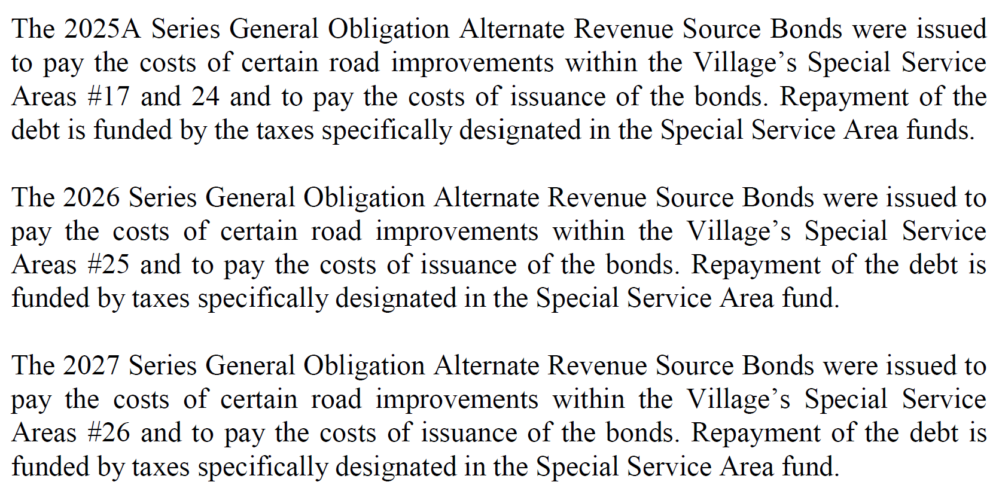 The 2025A Series General Obligation Alternate Revenue Source Bonds were issued
to pay the costs of certain road improvements within the Village’s Special Service
Areas #17 and 24 and to pay the costs of issuance of the bonds. Repayment of the
debt is funded by the taxes specifically designated in the Special Service Area funds.
The 2026 Series General Obligation Alternate Revenue Source Bonds were issued to
pay the costs of certain road improvements within the Village’s Special Service
Areas #25 and to pay the costs of issuance of the bonds. Repayment of the debt is
funded by taxes specifically designated in the Special Service Area fund.
The 2027 Series General Obligation Alternate Revenue Source Bonds were issued to
pay the costs of certain road improvements within the Village’s Special Service
Areas #26 and to pay the costs of issuance of the bonds. Repayment of the debt is
funded by taxes specifically designated in the Special Service Area fund.